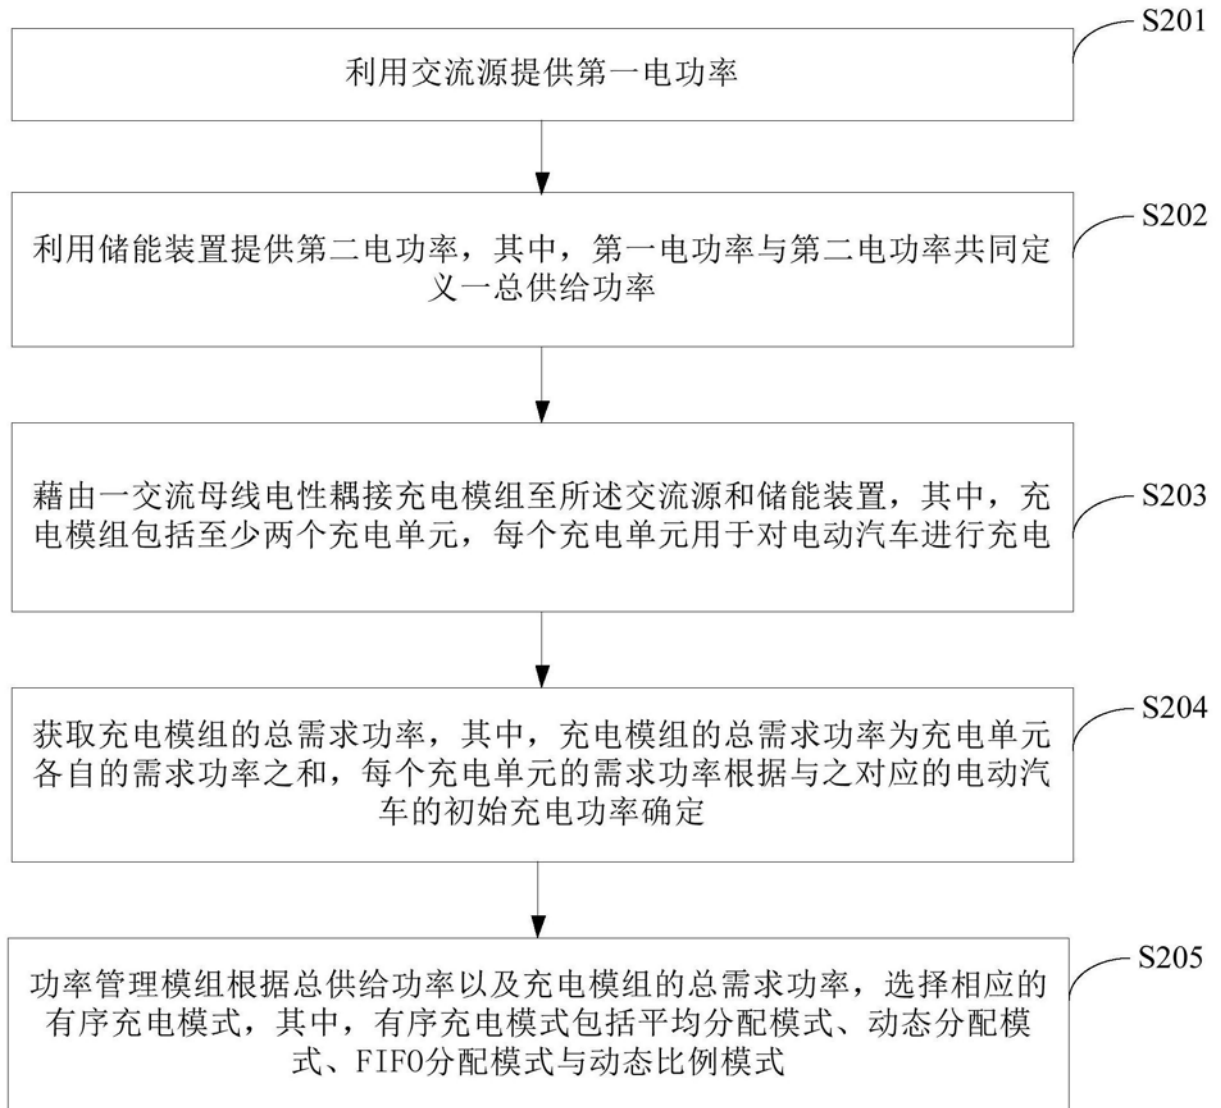 S201
利用交流源提供第一电功率
S202
利用储能装置提供第二电功率，其中，第一电功率与第二电功率共同定
义一总供给功率
S203
藉由一交流母线电性耦接充电模组至所述交流源和储能装置，其中，充
电模组包括至少两个充电单元，每个充电单元用于对电动汽车进行充电
S204
获取充电模组的总需求功率，其中，充电模组的总需求功率为充电单元
各自的需求功率之和，每个充电单元的需求功率根据与之对应的电动汽
车的初始充电功率确定
S205
功率管理模组根据总供给功率以及充电模组的总需求功率，选择相应的
有序充电模式，其中，有序充电模式包括平均分配模式、动态分配模
式、FIFO分配模式与动态比例模式